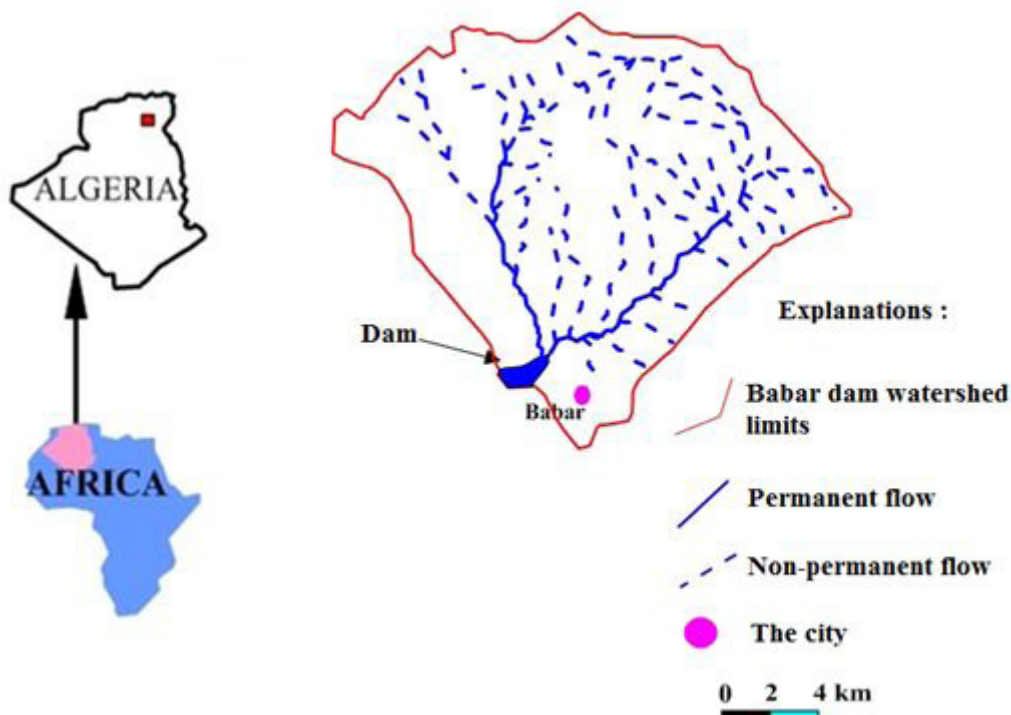 ALGERIA
AFRICA
Dam
Babar
Explanations :
Babar dam watershed
limits
Permanent flow
Non-permanent flow
The city
0 2 4 km